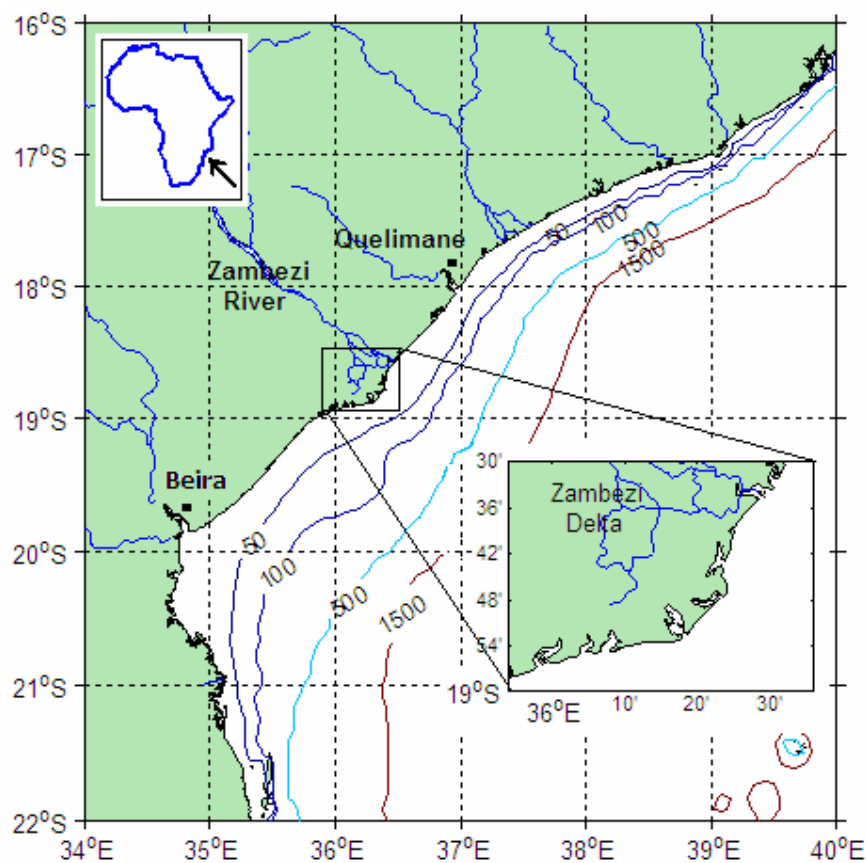 16°S
17°S
18°S
19°S
20°S
21°S
22°S
34°E
35°E
36°E
37°E
38°E
39°E
40°E
Quelimane
Zambezi
River
Beira
50
100
500
1500
50
100
500
1500
Zambezi
Delta
30'
36'
42'
48'
54'
19°S
36°E
10'
20'
30'